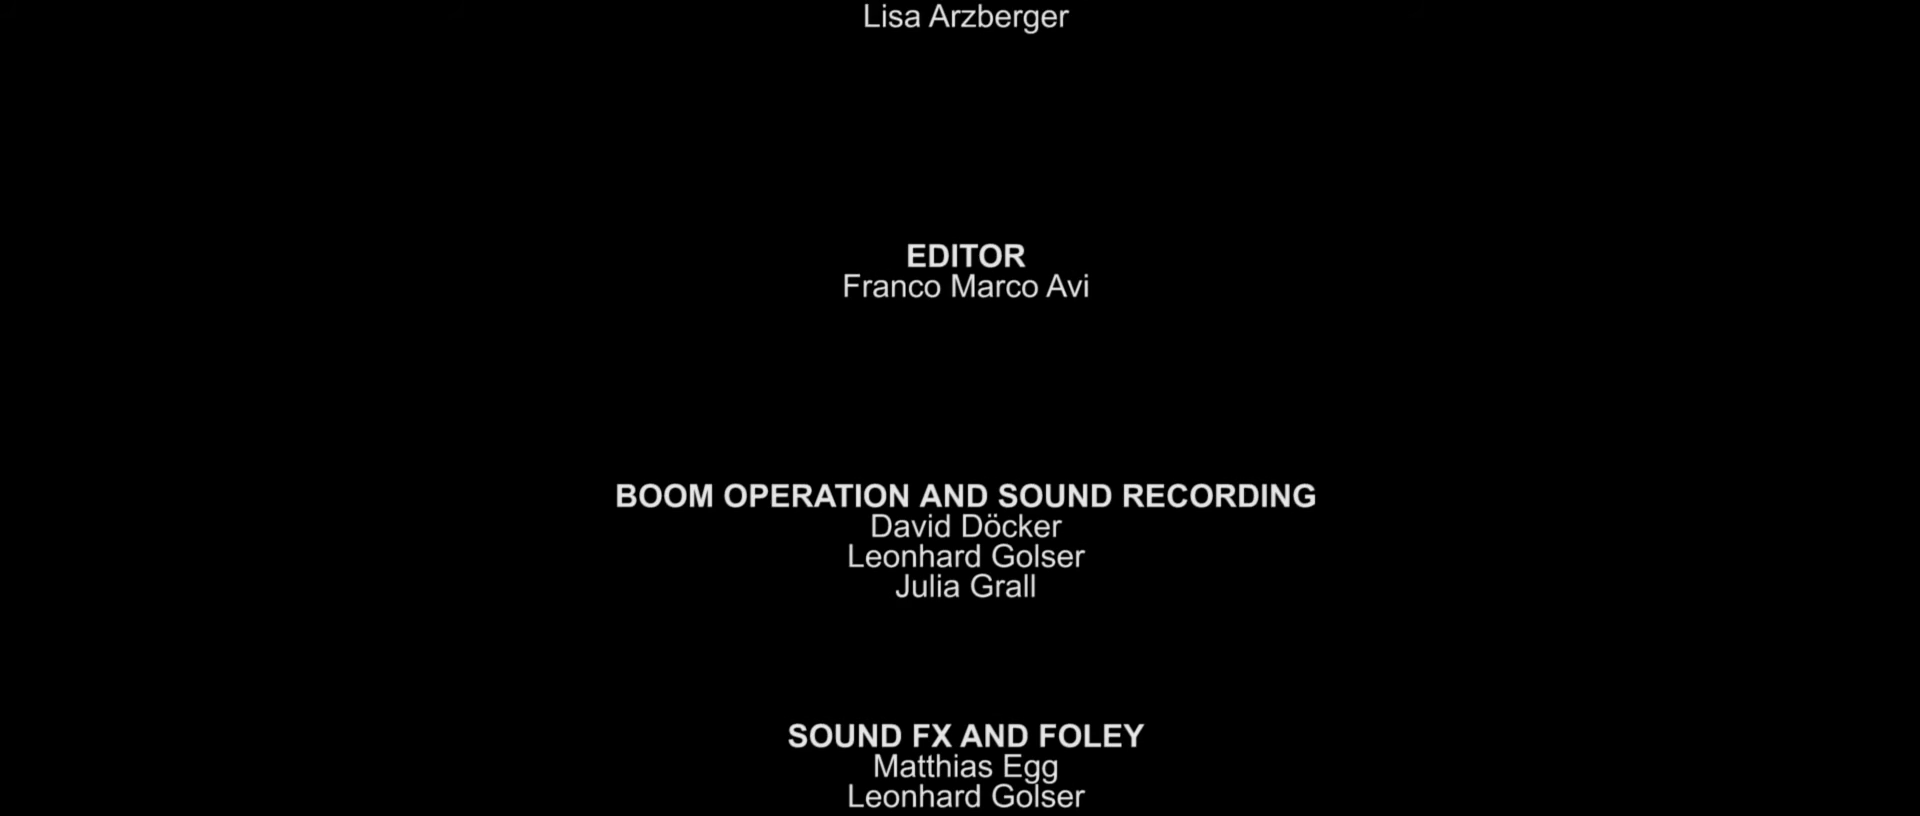 Lisa Arzberger
EDITOR
Franco Marco Avi
BOOM OPERATION AND SOUND RECORDING
David Döcker
Leonhard Golser
Julia Grall
SOUND FX AND FOLEY
Matthias Egg
Leonhard Golser